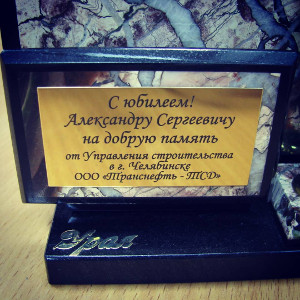 С юбилеем!
Александру Сергеевичу
на добрую память
от Управления строительства
в г. Челябинске
ООО «Транснефть - ТСД»
Урал